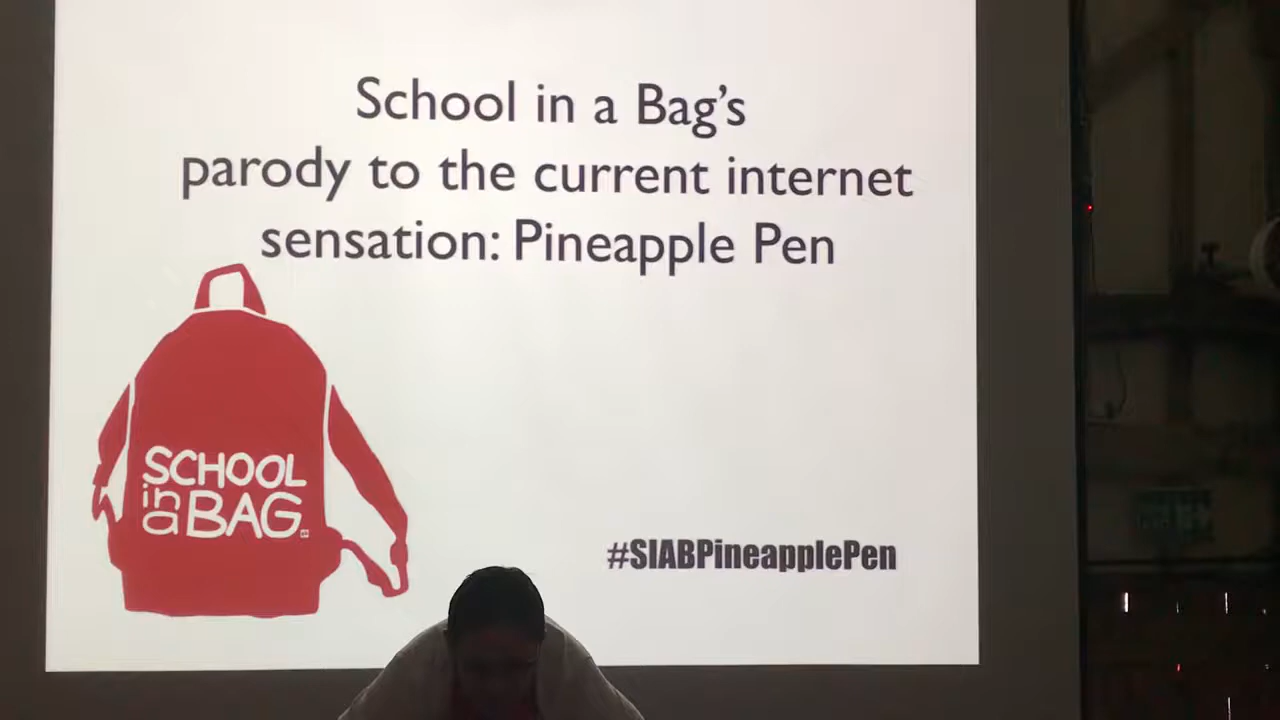 School in a Bag's
parody to the current internet
sensation: Pineapple Pen
SCHOOL
in
a BAG
#SIABPineapplePen